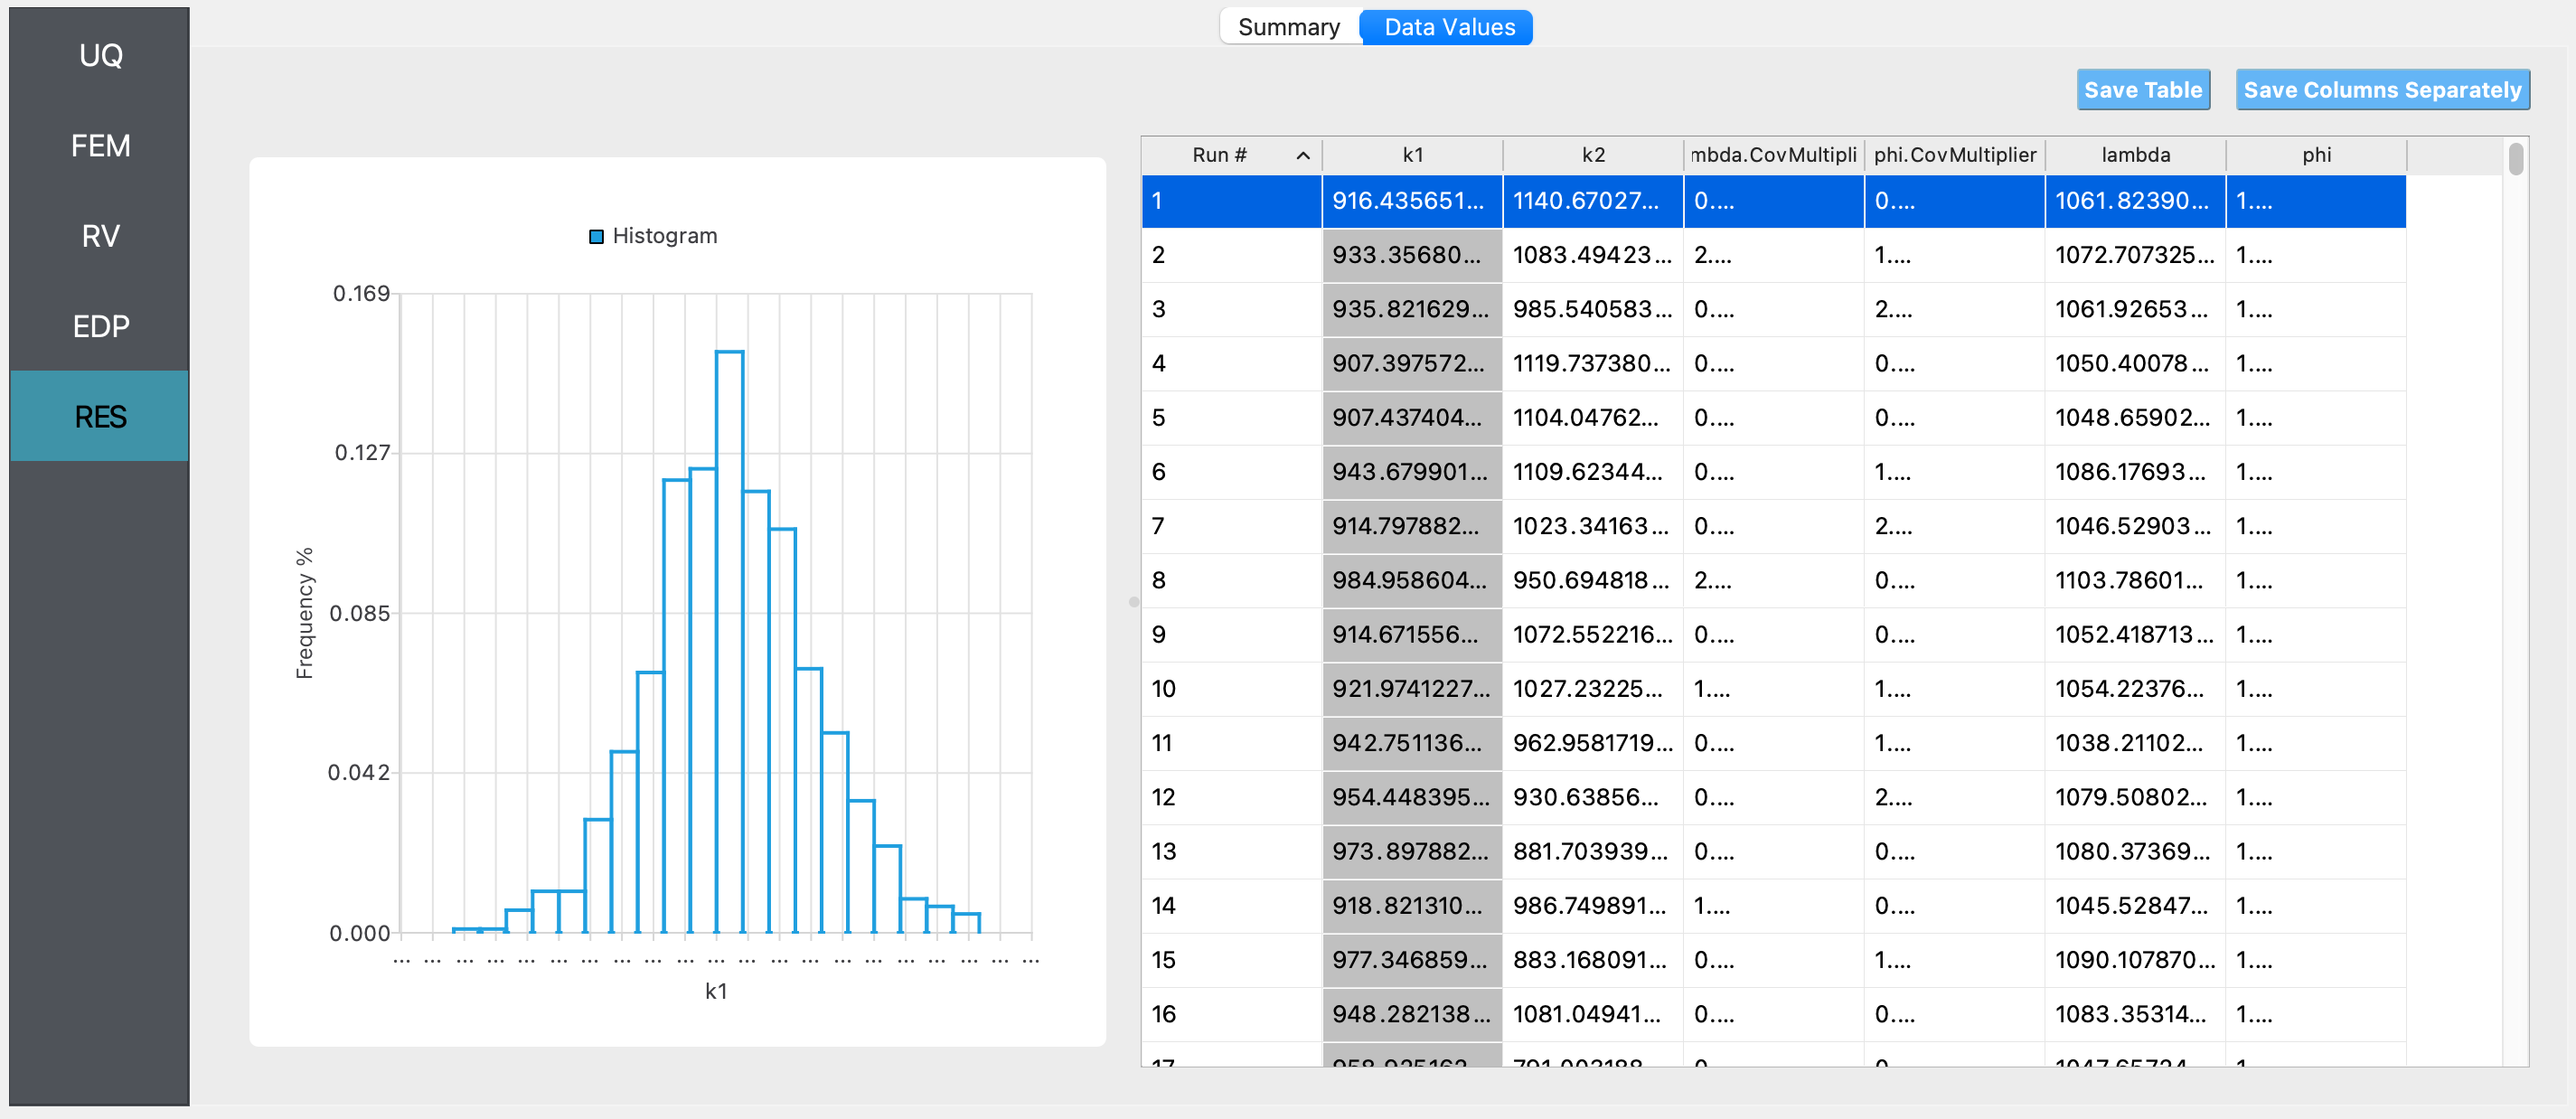 Summary Data Values
UQ
FEM
RV
EDP
RES
Save Table Save Columns Separately
Histogram
0.169
0.127
0.085
0.042
0.000
Frequency %
... ... ... ... ... ... ... ... ... ... ... ... ... ... ... ... ... ... ... ... ...
k1
Run # k1 k2 mbda.CovMultipli phi.CovMultiplier lambda phi
1 916.435651... 1140.67027... 0.... 0.... 1061.82390... 1....
2 933.35680... 1083.49423... 2.... 1.... 1072.707325... 1....
3 935.821629... 985.540583... 0.... 2.... 1061.92653... 1....
4 907.397572... 1119.737380... 0.... 0.... 1050.40078... 1....
5 907.437404... 1104.04762... 0.... 0.... 1048.65902... 1....
6 943.679901... 1109.62344... 0.... 1.... 1086.17693... 1....
7 914.797882... 1023.34163... 0.... 2.... 1046.52903... 1....
8 984.958604... 950.694818... 2.... 0.... 1103.78601... 1....
9 914.671556... 1072.552216... 0.... 0.... 1052.418713... 1....
10 921.9741227... 1027.23225... 1.... 1.... 1054.22376... 1....
11 942.751136... 962.9581719... 0.... 1.... 1038.21102... 1....
12 954.448395... 930.63856... 0.... 2.... 1079.50802... 1....
13 973.897882... 881.703939... 0.... 0.... 1080.37369... 1....
14 918.821310... 986.749891... 1.... 0.... 1045.52847... 1....
15 977.346859... 883.168091... 0.... 1.... 1090.107870... 1....
16 948.282138... 1081.04941... 0.... 0.... 1083.35314... 1....